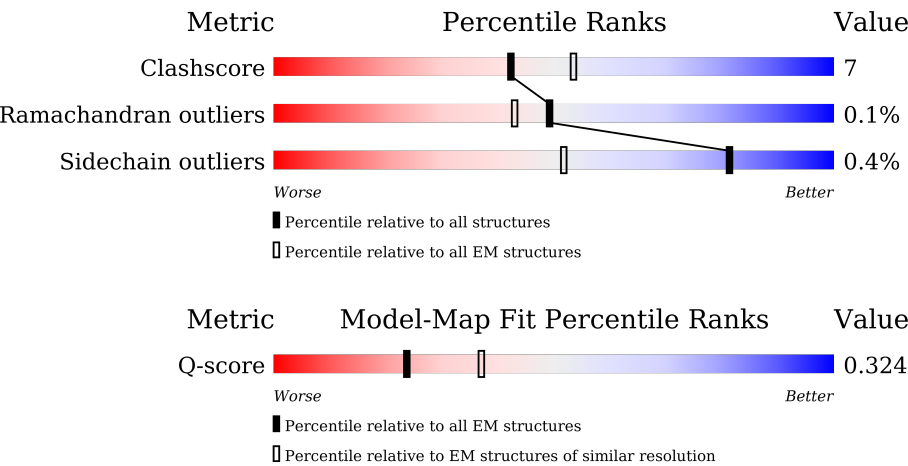 Metric Percentile Ranks Value
Clashscore 7
Ramachandran outliers 0.1%
Sidechain outliers 0.4%
Worse Better
Percentile relative to all structures
Percentile relative to all EM structures
Metric Model-Map Fit Percentile Ranks Value
Q-score 0.324
Worse Better
Percentile relative to all EM structures
Percentile relative to EM structures of similar resolution